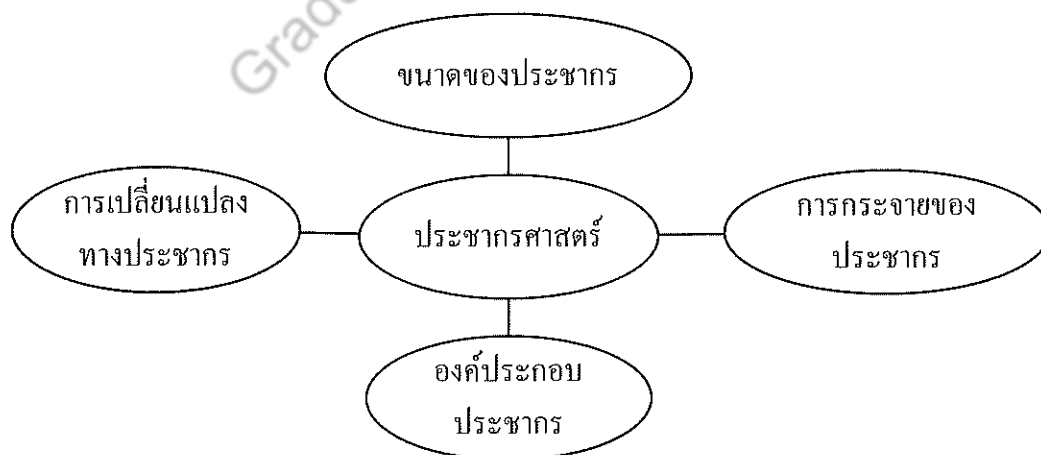 Gradu
ขนาดของประชากร
การเปลี่ยนแปลง
ทางประชากร
ประชากรศาสตร์
การกระจายของ
ประชากร
องค์ประกอบ
ประชากร